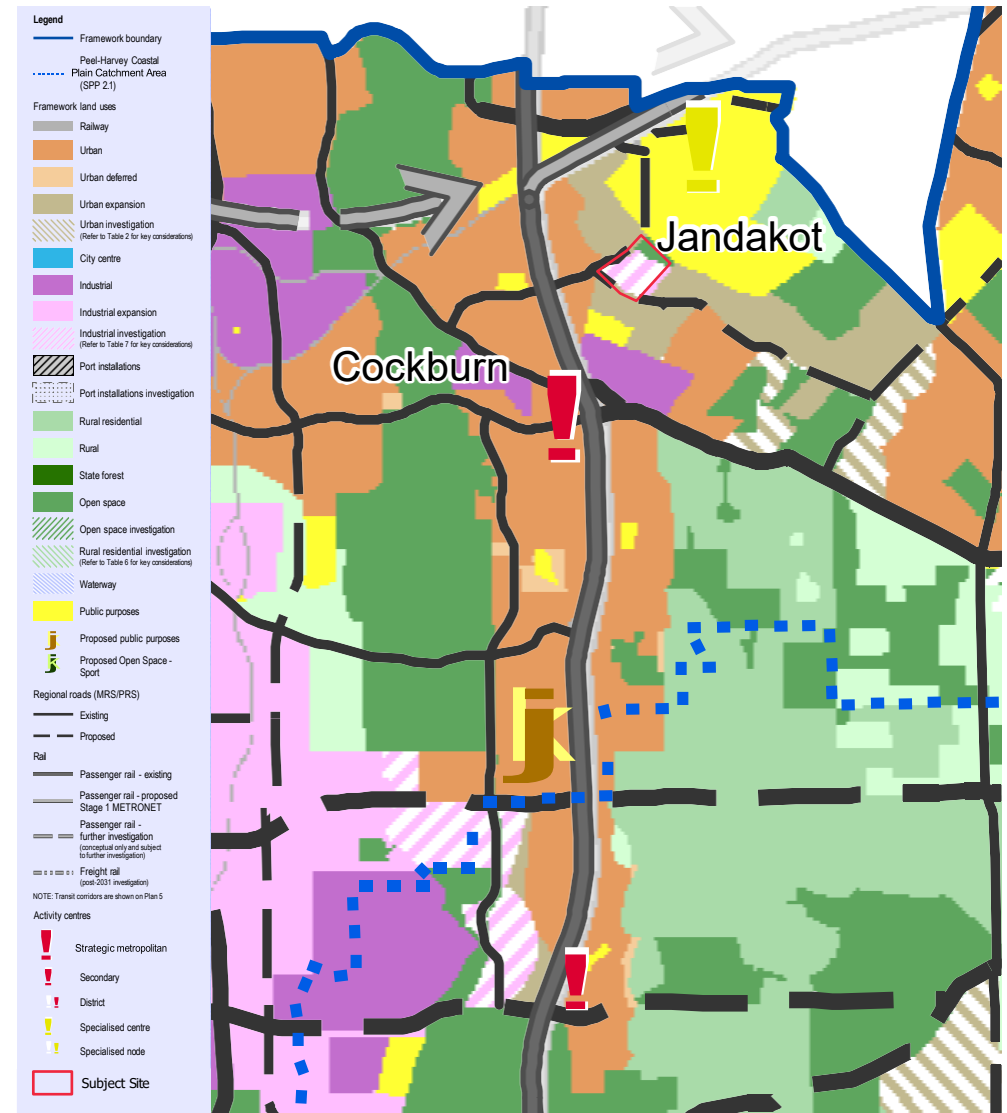 Legend
Framework boundary
Peel-Harvey Coastal
Plain Catchment Area
(SPP 2.1)
Framework land uses
Railway
Urban
Urban deferred
Urban expansion
Urban investigation
(Refer to Table 2 for key considerations)
City centre
Industrial
Industrial expansion
Industrial investigation
(Refer to Table 7 for key considerations)
Port installations
Port installations investigation
Rural residential
Rural
State forest
Open space
Open space investigation
Rural residential investigation
(Refer to Table 6 for key considerations)
Waterway
Public purposes
j
Proposed public purposes
k
Proposed Open Space -
Sport
Regional roads (MRS/PRS)
Existing
Proposed
Rail
Passenger rail - existing
Passenger rail - proposed
Stage 1 METRONET
Passenger rail -
further investigation
(conceptual only and subject
to further investigation)
Freight rail
(post-2031 investigation)
NOTE: Transit corridors are shown on Plan 5
Activity centres
! Strategic metropolitan
! Secondary
! District
! Specialised centre
! Specialised node
Subject Site
!
Jandakot
Cockburn
!
k
j
!